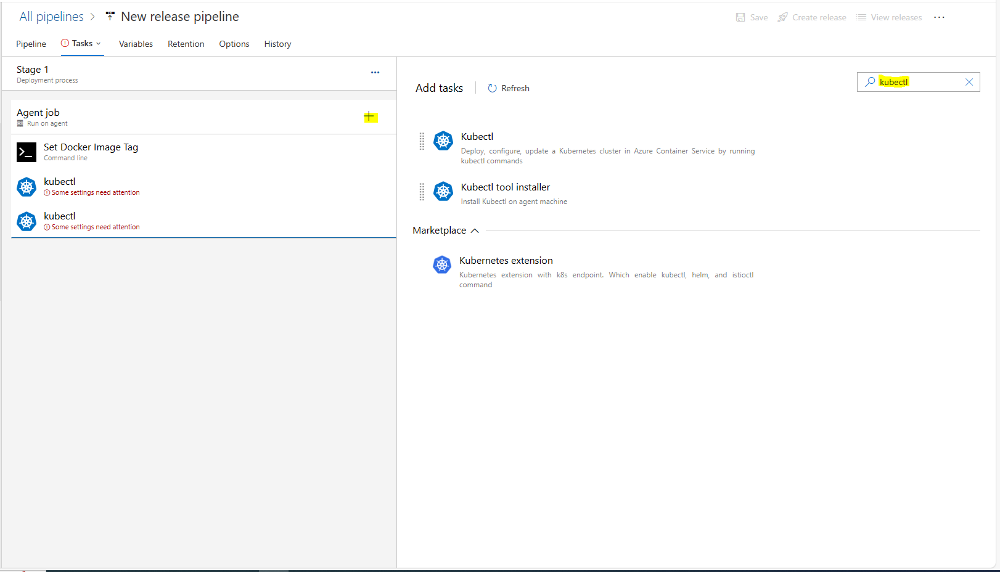 All pipelines > New release pipeline
Save Create release View releases ...
Pipeline Tasks Variables Retention Options History
Stage 1
Deployment process
Agent job
Run on agent
Set Docker Image Tag
Command line
kubectl
Some settings need attention
kubectl
Some settings need attention
Add tasks Refresh
kubectl
Kubectl
Deploy, configure, update a Kubernetes cluster in Azure Container Service by running
kubectl commands
Kubectl tool installer
Install Kubectl on agent machine
Marketplace
Kubernetes extension
Kubernetes extension with k8s endpoint. Which enable kubectl, helm, and istioctl
command